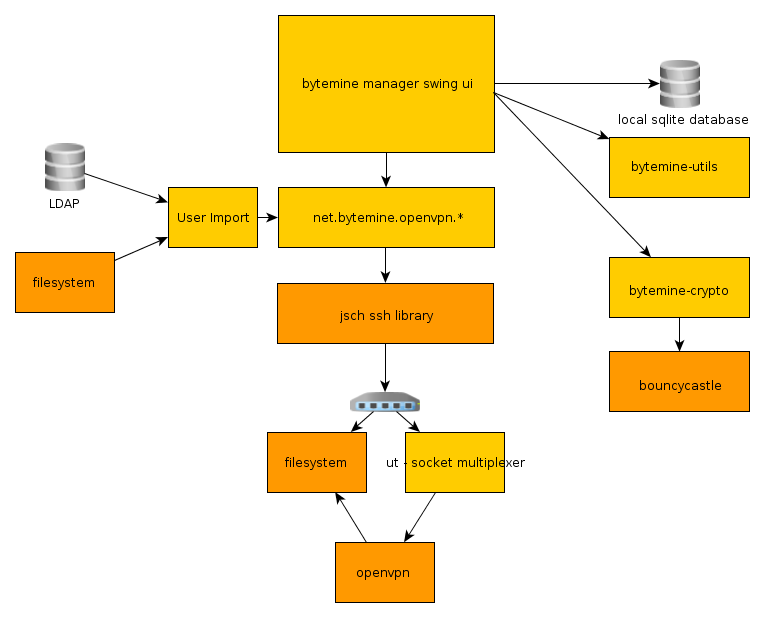 bytemine manager swing ui
local sqlite database
bytemine-utils
LDAP
User Import
net.bytemine.openvpn.*
filesystem
bytemine-crypto
jsch ssh library
bouncycastle
filesystem
ut - socket multiplexer
openvpn